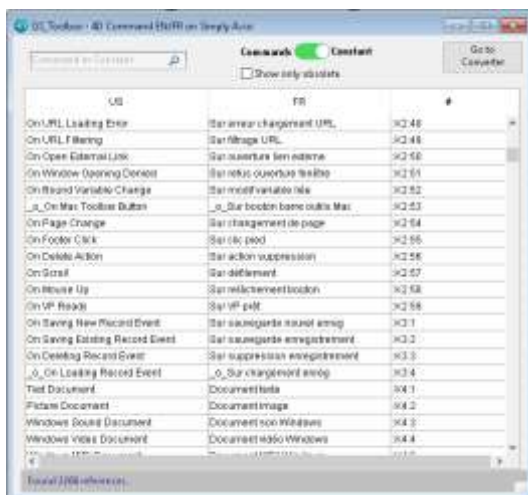 Toolbox - 4D Command EN/FR on Simply Asso
Command or Constant
Commands Constant
Show only obsolete
Go to
Converter
US FR #
On URL Loading Error Sur erreur chargement URL :K2:48
On URL Filtering Sur filtrage URL :K2:49
On Open External Link Sur ouverture lien externe :K2:50
On Window Opening Denied Sur refus ouverture fenêtre :K2:51
On Bound Variable Change Sur modif variable liée :K2:52
_o_On Mac Toolbar Button _o_Sur bouton barre outils Mac :K2:53
On Page Change Sur changement de page :K2:54
On Footer Click Sur clic pied :K2:55
On Delete Action Sur action suppression :K2:56
On Scroll Sur défilement :K2:57
On Mouse Up Sur relâchement bouton :K2:58
On VP Ready Sur VP prêt :K2:59
On Saving New Record Event Sur sauvegarde nouvel enreg :K3:1
On Saving Existing Record Event Sur sauvegarde enregistrement :K3:2
On Deleting Record Event Sur suppression enregistrement :K3:3
_o_On Loading Record Event _o_Sur chargement enreg :K3:4
Text Document Document texte :K4:1
Picture Document Document image :K4:2
Windows Sound Document Document son Windows :K4:3
Windows Video Document Document vidéo Windows :K4:4
Found references.